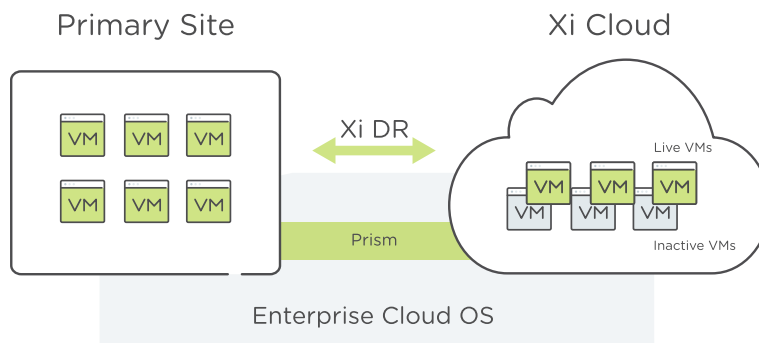 Primary Site
Xi Cloud
VM VM VM
Xi DR
Live VMs
VM VM VM
VM VM VM
VM VM VM
Prism
Inactive VMs
Enterprise Cloud OS